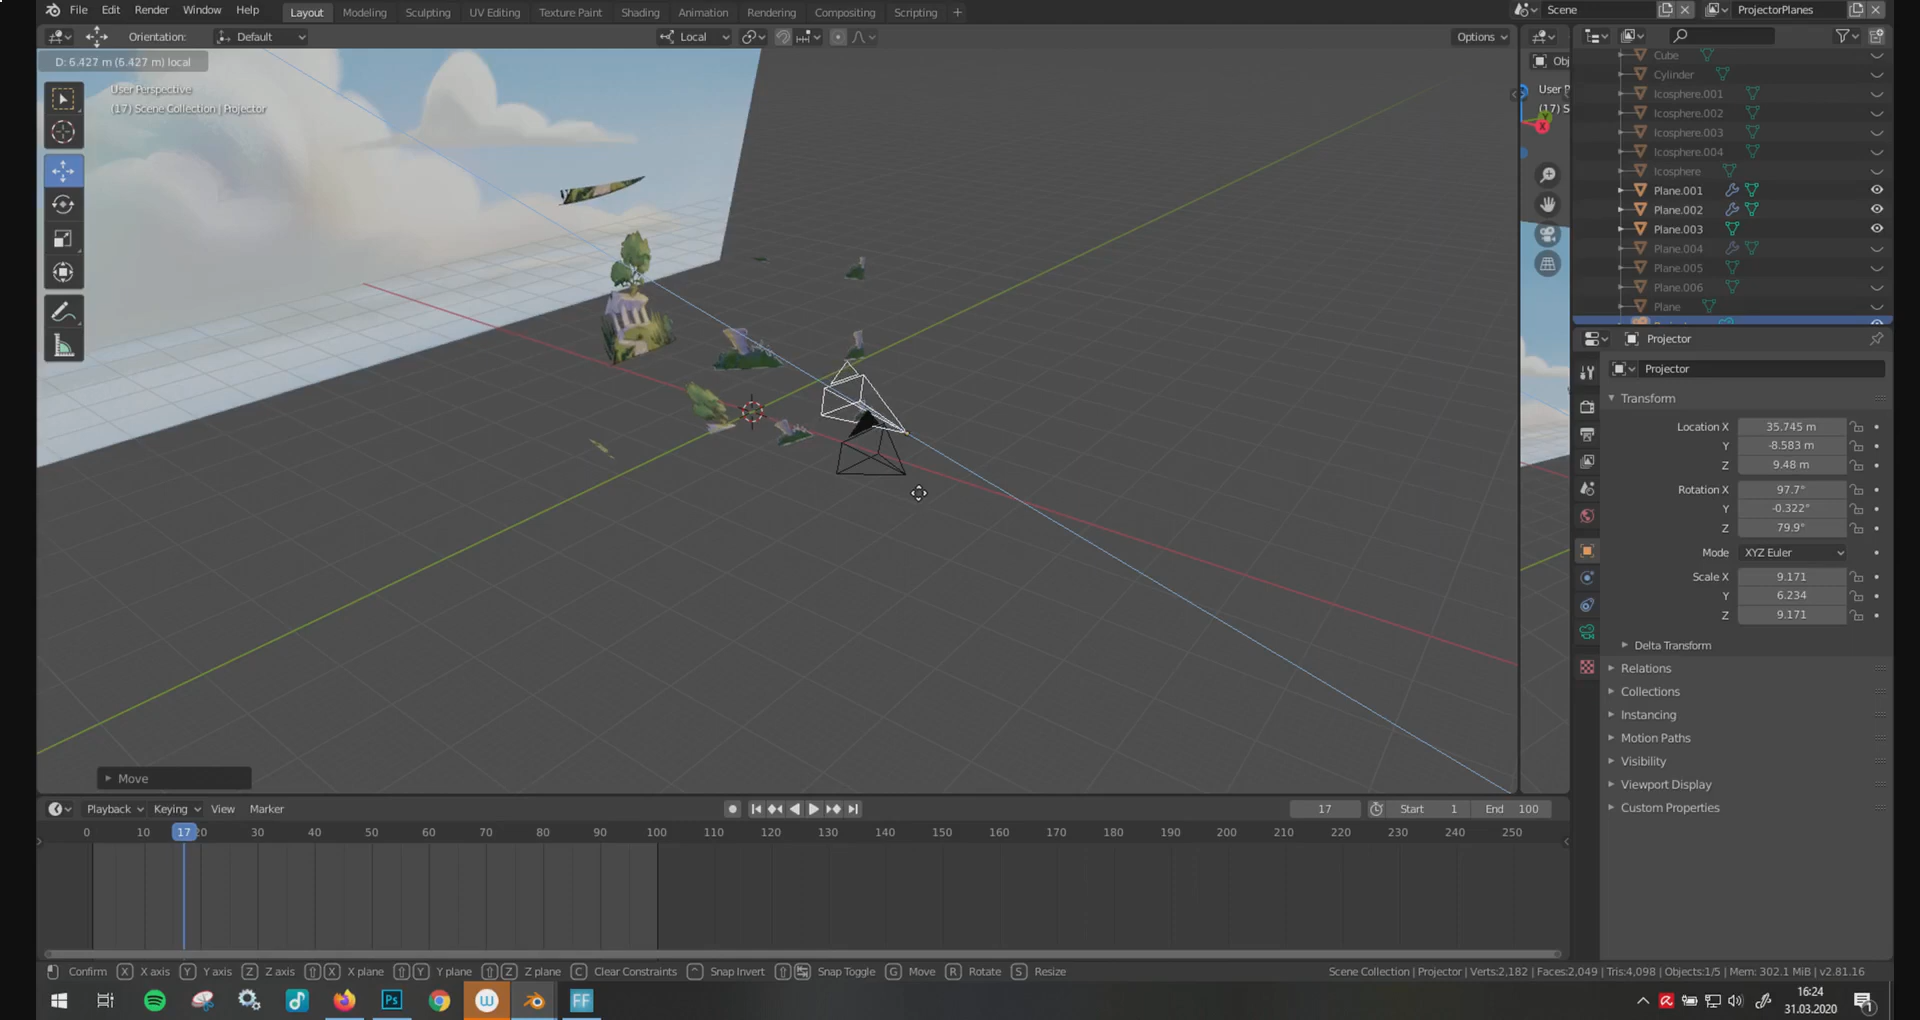 File Edit Render Window Help
Layout Modeling Sculpting UV Editing Texture Paint Shading Animation Rendering Compositing Scripting +
Scene ProjectorPlanes
Orientation: Default Local Options
D: 6.427 m (6.427 m) local
User Perspective
(17) Scene Collection | Projector
Obj
User P
(17) S
X
Cube
Cylinder
Icosphere.001
Icosphere.002
Icosphere.003
Icosphere.004
Icosphere
Plane.001
Plane.002
Plane.003
Plane.004
Plane.005
Plane.006
Plane
Projector
Projector
Transform
Location X 35.745 m
Y -8.583 m
Z 9.48 m
Rotation X 97.7°
Y -0.322°
Z 79.9°
Mode XYZ Euler
Scale X 9.171
Y 6.234
Z 9.171
Delta Transform
Relations
Collections
Instancing
Motion Paths
Visibility
Viewport Display
Custom Properties
Move
Playback Keying View Marker 17 Start 1 End 100
0 10 17 20 30 40 50 60 70 80 90 100 110 120 130 140 150 160 170 180 190 200 210 220 230 240 250
Confirm X X axis Y Y axis Z Z axis X X plane Y Y plane Z Z plane C Clear Constraints Snap Invert Snap Toggle G Move R Rotate S Resize
Scene Collection | Projector | Verts:2,182 | Faces:2,049 | Tris:4,098 | Objects:1/5 | Mem: 302.1 MiB | v2.81.16
Ps W FF
16:24
31.03.2020
1